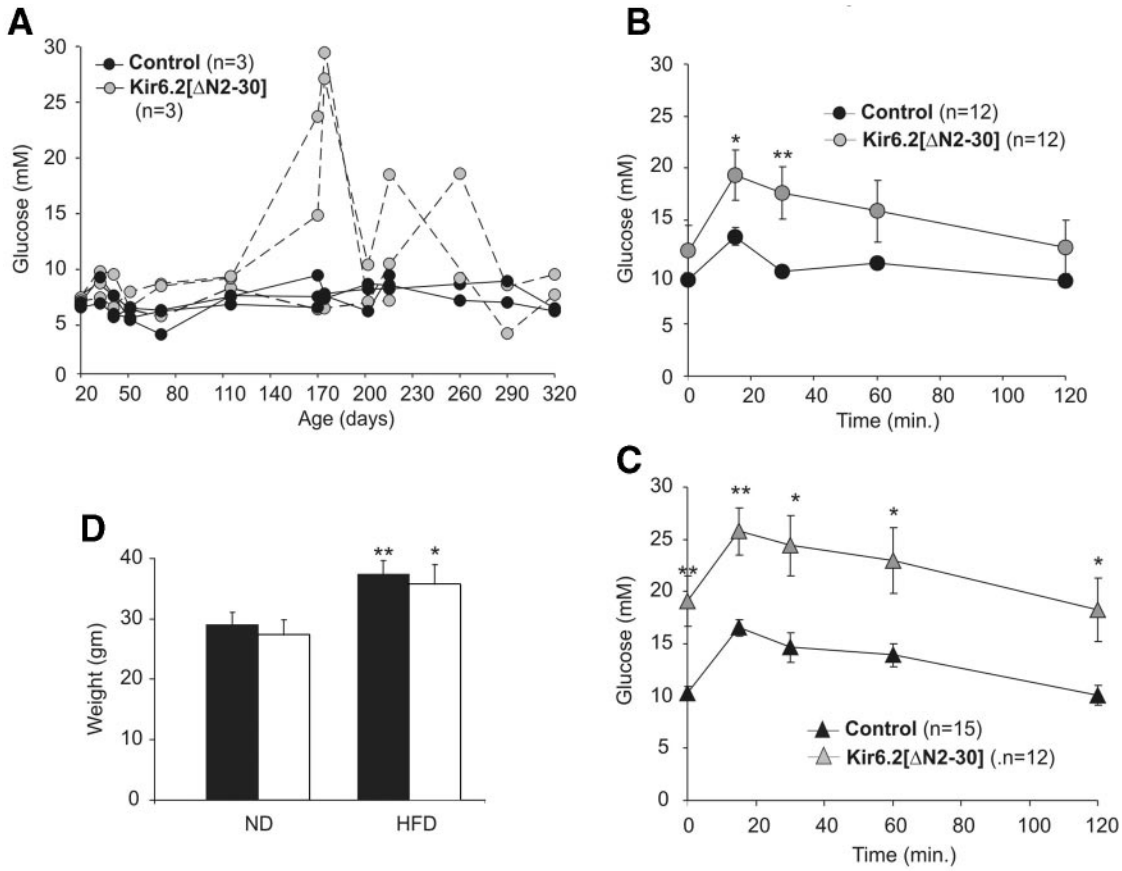 A
30
25
20
15
10
5
0
Glucose (mM)
Control (n=3)
Kir6.2[ΔN2-30]
(n=3)
20 50 80 110 140 170 200 230 260 290 320
Age (days)
B
30
25
20
15
10
5
0
Glucose (mM)
Control (n=12)
Kir6.2[ΔN2-30] (n=12)
* **
0 20 40 60 80 100 120
Time (min.)
C
30
25
20
15
10
5
0
Glucose (mM)
** ** * * *
Control (n=15)
Kir6.2[ΔN2-30] (.n=12)
0 20 40 60 80 100 120
Time (min.)
D
40
30
20
10
0
Weight (gm)
** *
ND HFD